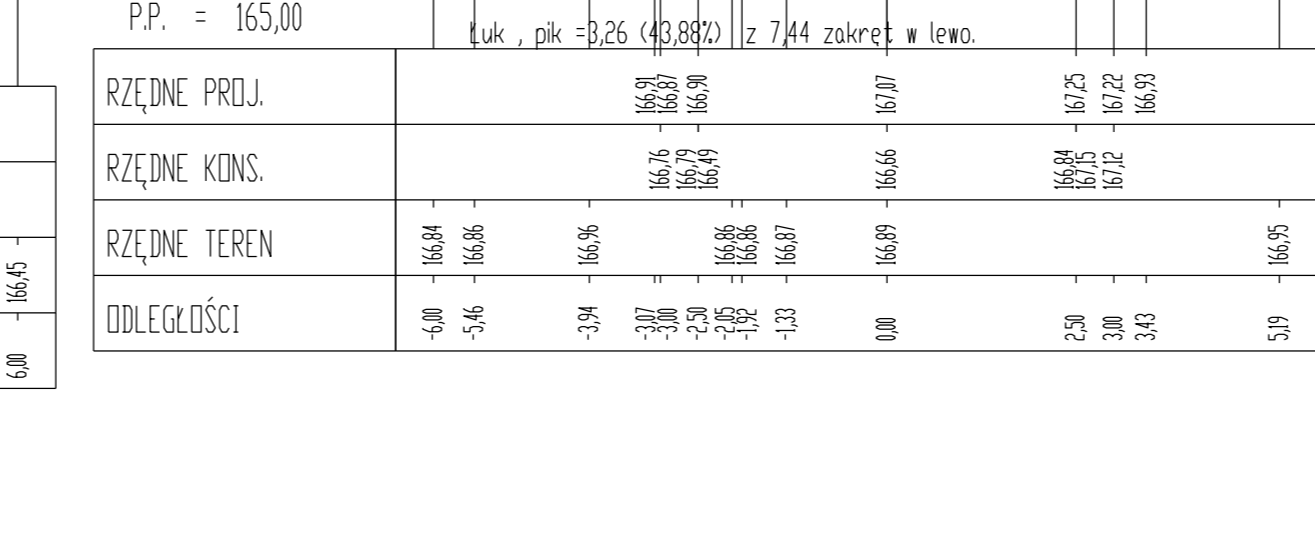 P.P. = 165,00
Łuk , pik =3,26 (43,88%) z 7,44 zakręt w lewo.
RZĘDNE PROJ. 166,91 166,87 166,90 167,07 167,25 167,22 166,93
RZĘDNE KONS. 166,76 166,79 166,49 166,66 166,84 167,15 167,12
RZĘDNE TEREN 166,84 166,86 166,96 166,86 166,86 166,87 166,89 166,95
ODLEGŁOŚCI -6,00 -5,46 -3,94 -3,07 -3,00 -2,50 -2,05 -1,92 -1,33 0,00 2,50 3,00 3,43 5,19
166,45
6,00